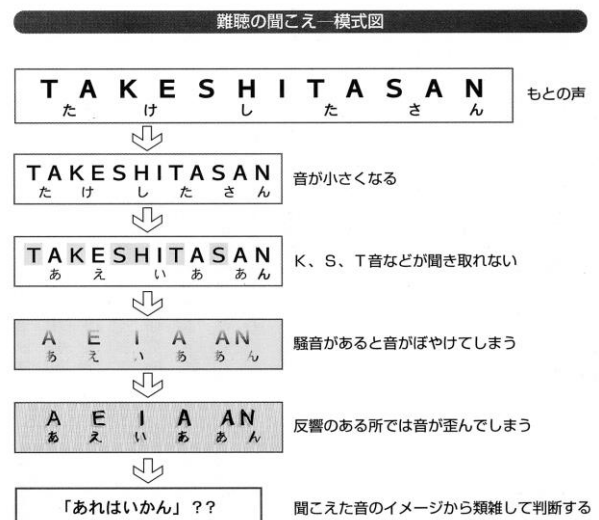 難聴の聞こえ─模式図
TAKESHITASAN
たけしたさん
もとの声
TAKESHITASAN
たけしたさん
音が小さくなる
TAKESHITASAN
あえいああん
K、S、T音などが聞き取れない
AEIAAN
あえいああん
騒音があると音がぼやけてしまう
AEIAAN
あえいああん
反響のある所では音が歪んでしまう
「あれはいかん」??
聞こえた音のイメージから類雑して判断する